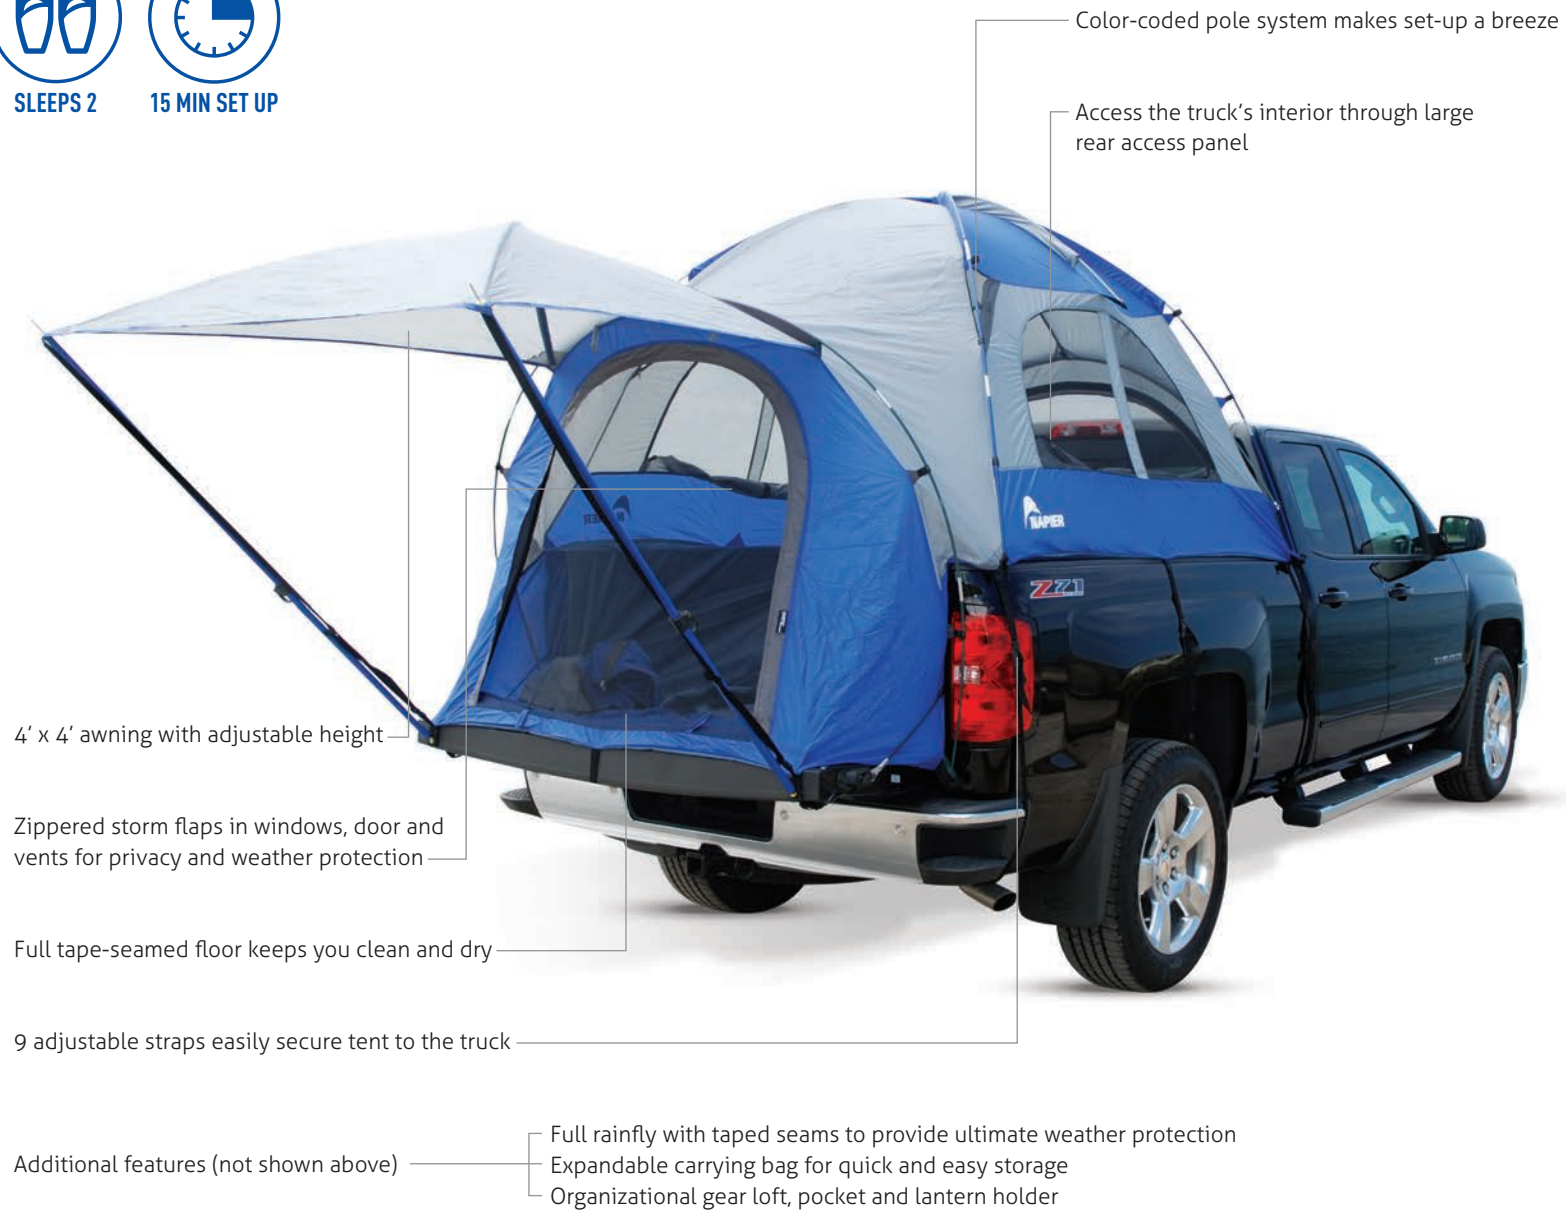 SLEEPS 2
15 MIN SET UP
Color-coded pole system makes set-up a breeze
Access the truck's interior through large
rear access panel
NAPIER
NAPIER
Z71
4' x 4' awning with adjustable height
Zippered storm flaps in windows, door and
vents for privacy and weather protection
Full tape-seamed floor keeps you clean and dry
9 adjustable straps easily secure tent to the truck
Additional features (not shown above)
Full rainfly with taped seams to provide ultimate weather protection
Expandable carrying bag for quick and easy storage
Organizational gear loft, pocket and lantern holder